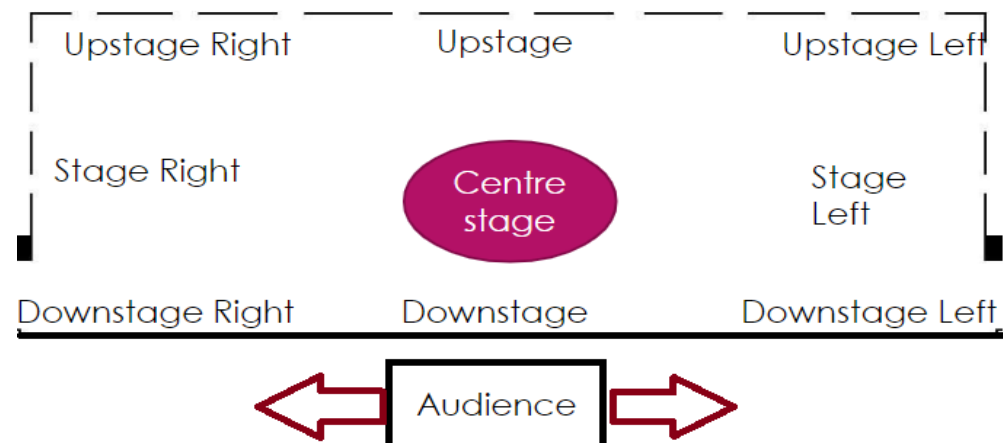 Upstage Right Upstage Upstage Left
Stage Right
Centre
stage
Stage
Left
Downstage Right Downstage Downstage Left
Audience